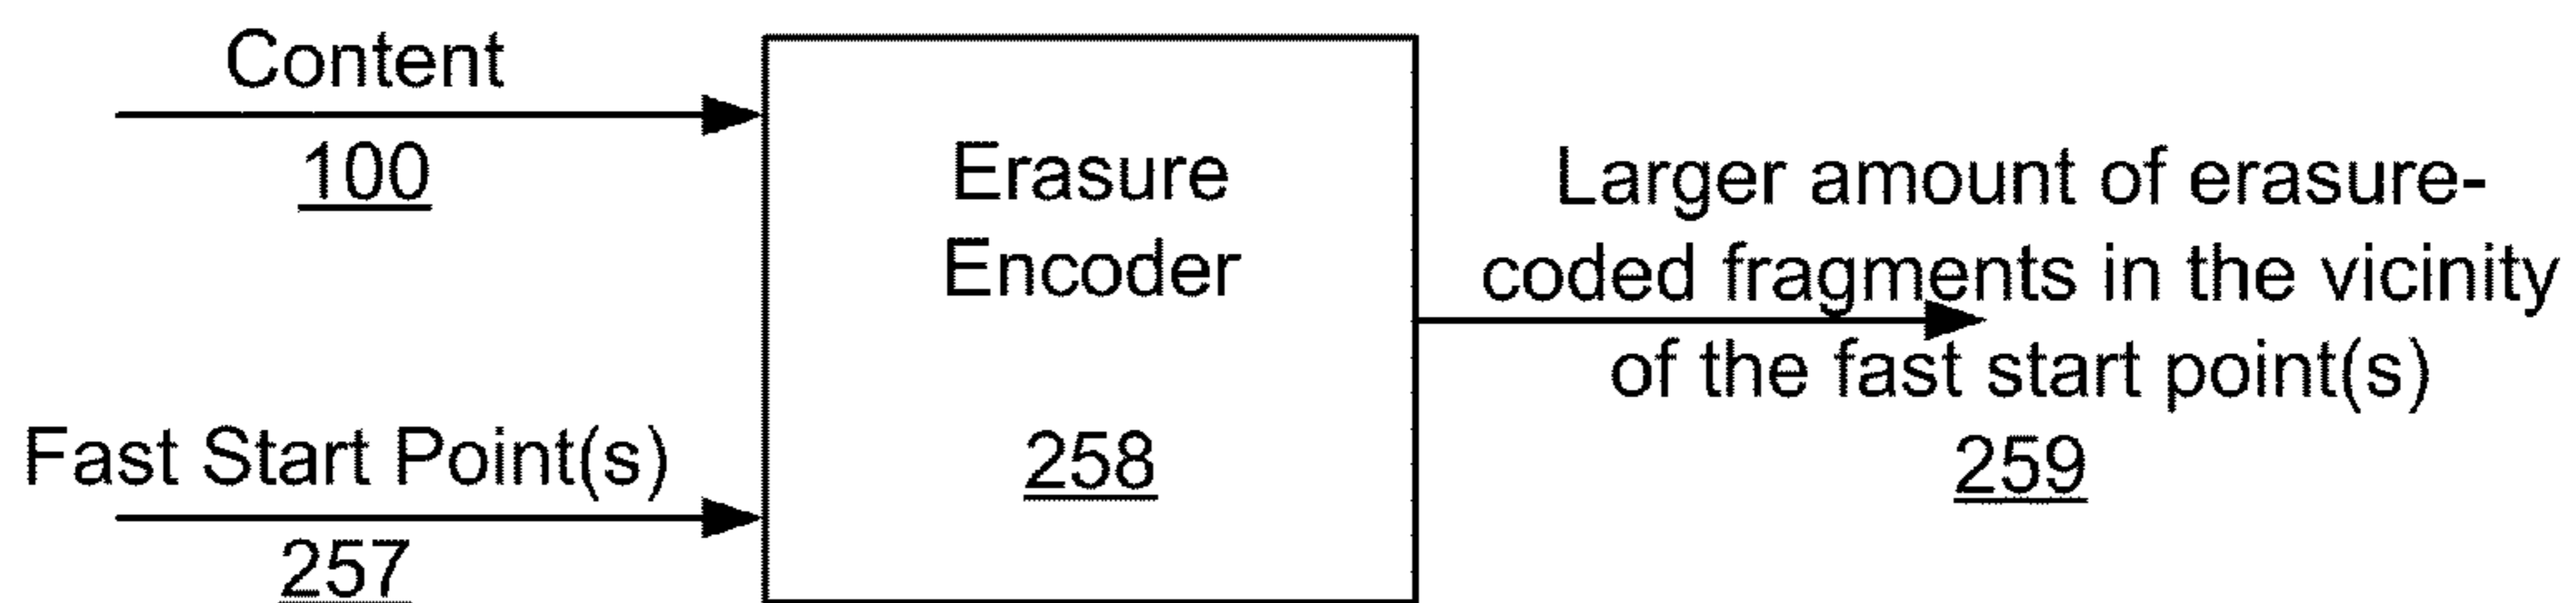 Content
100
Fast Start Point(s)
257
Erasure
Encoder
258
Larger amount of erasure-
coded fragments in the vicinity
of the fast start point(s)
259